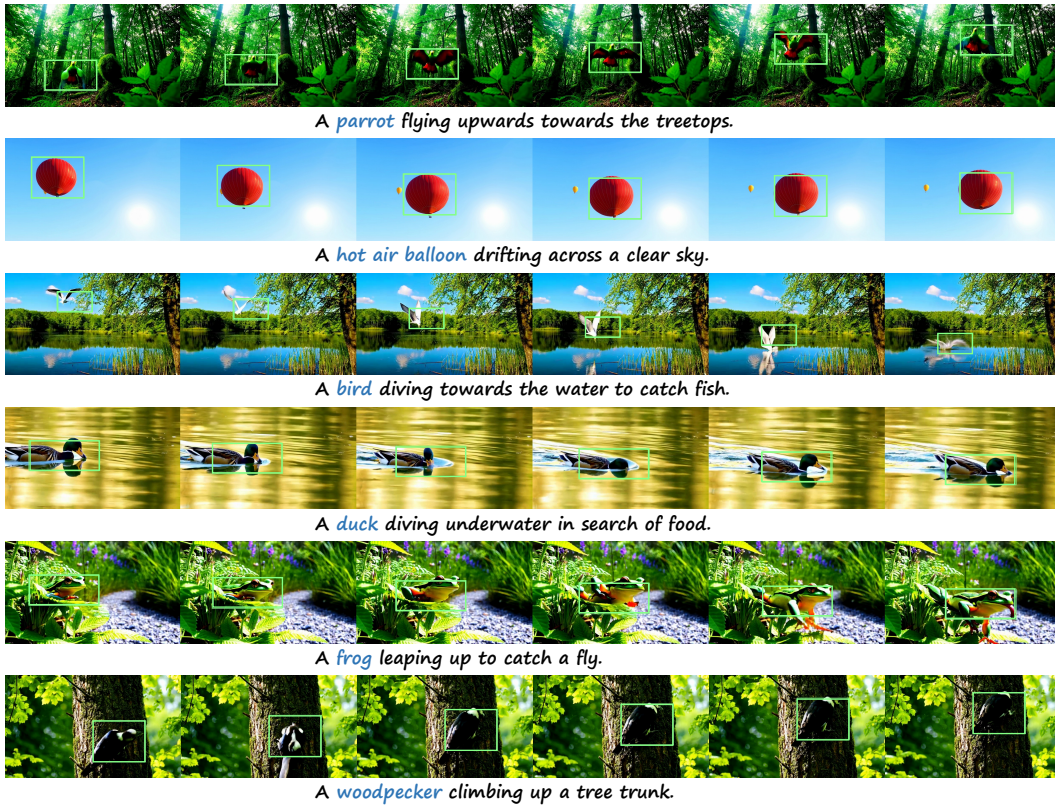 A parrot flying upwards towards the treetops.
A hot air balloon drifting across a clear sky.
A bird diving towards the water to catch fish.
A duck diving underwater in search of food.
A frog leaping up to catch a fly.
A woodpecker climbing up a tree trunk.